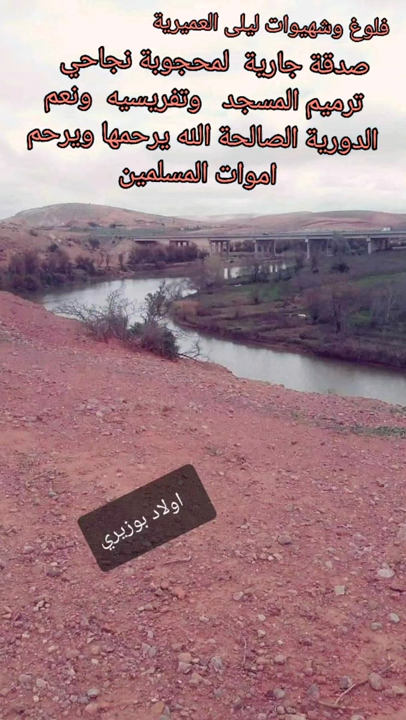 فلوغ وشهيوات ليلى العميرية
صدقة جارية لمحجوبة نجاحي
ترميم المسجد وتفريسيه ونعم
الدورية الصالحة الله يرحمها ويرحم
اموات المسلمين
اولاد بوزيري